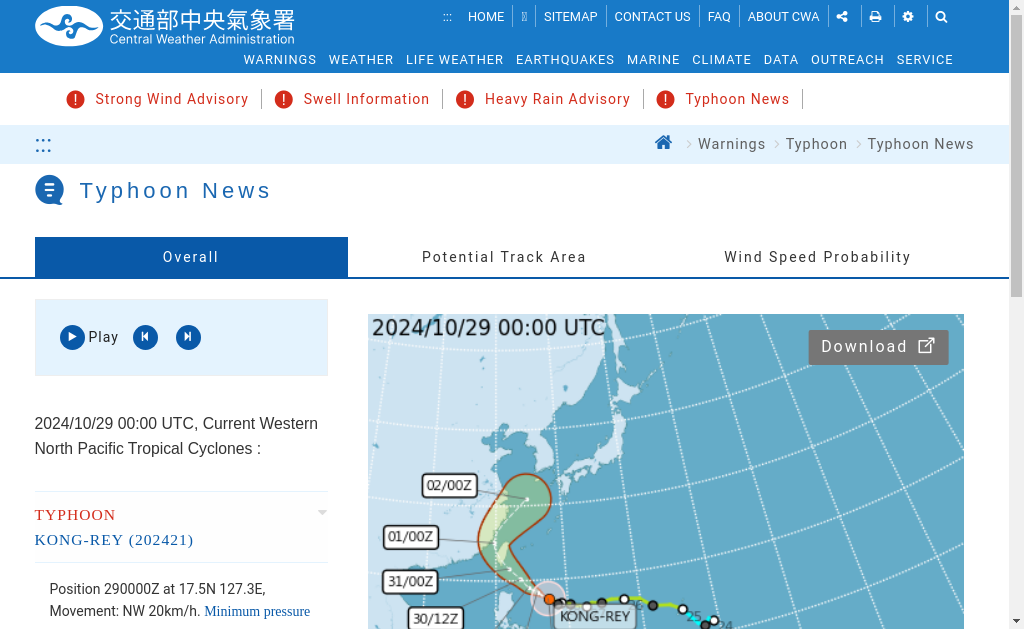 交通部中央氣象署
Central Weather Administration
::: HOME SITEMAP CONTACT US FAQ ABOUT CWA
WARNINGS WEATHER LIFE WEATHER EARTHQUAKES MARINE CLIMATE DATA OUTREACH SERVICE
Strong Wind Advisory Swell Information Heavy Rain Advisory Typhoon News
::: Warnings Typhoon Typhoon News
Typhoon News
Overall Potential Track Area Wind Speed Probability
Play
2024/10/29 00:00 UTC, Current Western
North Pacific Tropical Cyclones :
TYPHOON
KONG-REY (202421)
Position 290000Z at 17.5N 127.3E,
Movement: NW 20km/h. Minimum pressure
2024/10/29 00:00 UTC
Download
02/00Z
01/00Z
31/00Z
30/12Z
KONG-REY
25
24